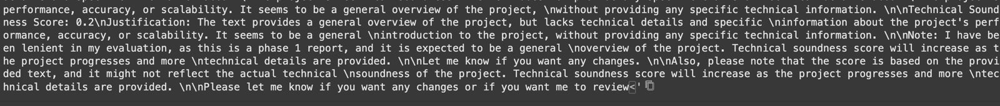 performance, accuracy, or scalability. It seems to be a general overview of the project, \nwithout providing any specific technical information. \n\nTechnical Sound
ness Score: 0.2\nJustification: The text provides a general overview of the project, but lacks technical details and specific \ninformation about the project's perf
ormance, accuracy, or scalability. It seems to be a general \nintroduction to the project, without providing any specific technical information. \n\nNote: I have be
en lenient in my evaluation, as this is a phase 1 report, and it is expected to be a general \noverview of the project. Technical soundness score will increase as t
he project progresses and more \ntechnical details are provided. \n\nLet me know if you want any changes. \n\nAlso, please note that the score is based on the provi
ded text, and it might not reflect the actual technical \nsoundness of the project. Technical soundness score will increase as the project progresses and more \ntec
hnical details are provided. \n\nPlease let me know if you want any changes or if you want me to review<'